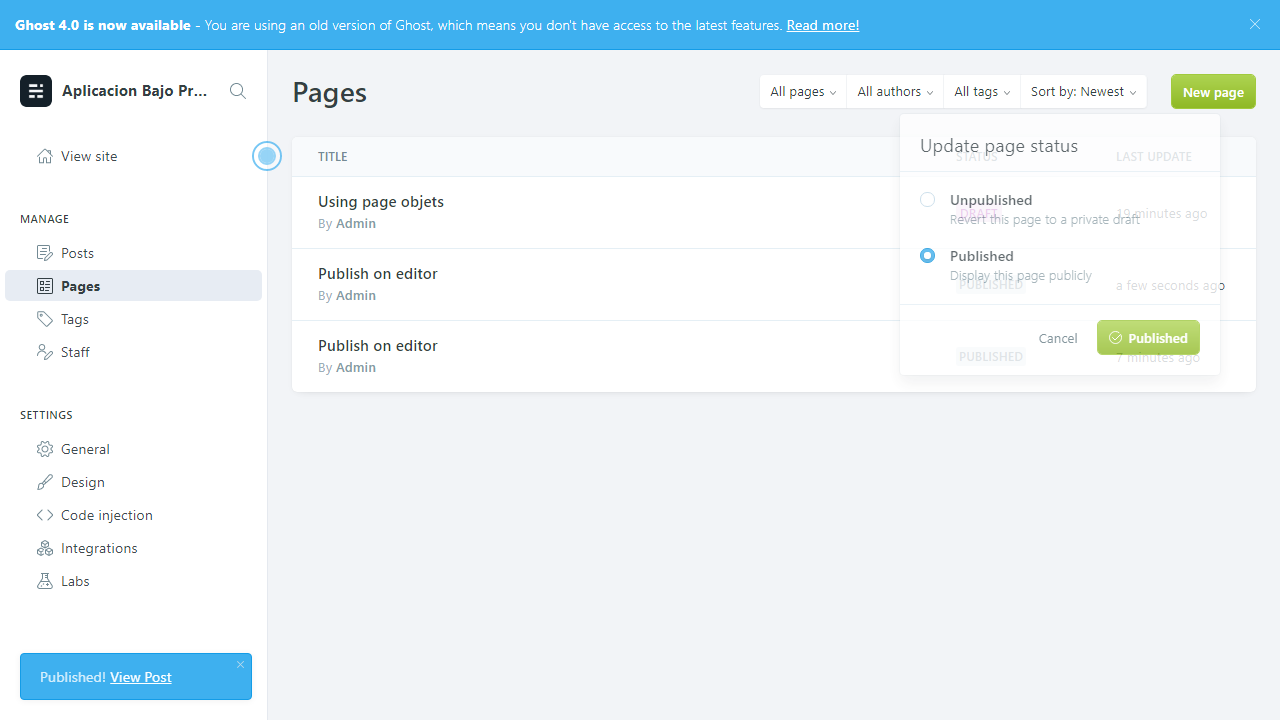 Ghost 4.0 is now available - You are using an old version of Ghost, which means you don't have access to the latest features. Read more!
Aplicacion Bajo Pr...
View site
MANAGE
Posts
Pages
Tags
Staff
SETTINGS
General
Design
Code injection
Integrations
Labs
Published! View Post
Pages
All pages
All authors
All tags
Sort by: Newest
New page
TITLE
STATUS
LAST UPDATE
Using page objets
By Admin
DRAFT
19 minutes ago
Publish on editor
By Admin
PUBLISHED
a few seconds ago
Publish on editor
By Admin
PUBLISHED
7 minutes ago
Update page status
Unpublished
Revert this page to a private draft
Published
Display this page publicly
Cancel
Published